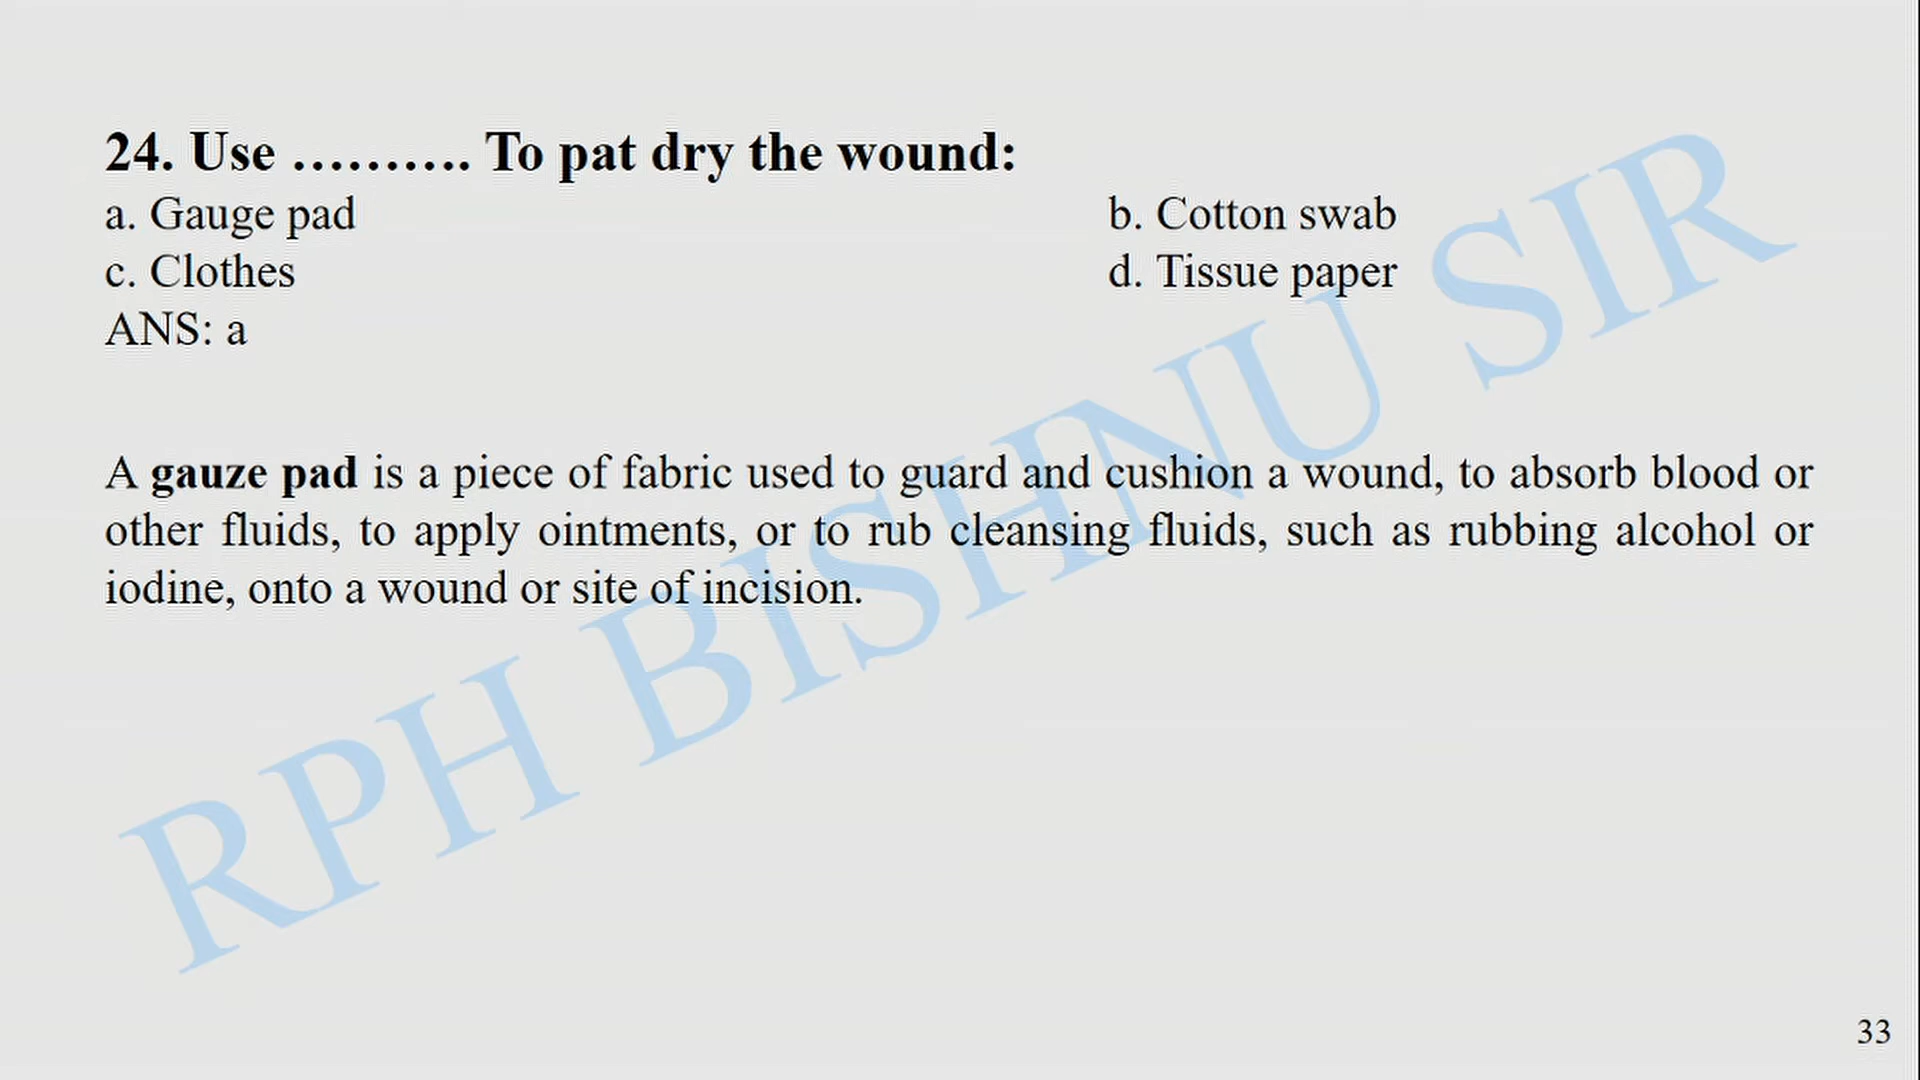 24. Use ………. To pat dry the wound:
a. Gauge pad b. Cotton swab
c. Clothes d. Tissue paper
ANS: a
A gauze pad is a piece of fabric used to guard and cushion a wound, to absorb blood or
other fluids, to apply ointments, or to rub cleansing fluids, such as rubbing alcohol or
iodine, onto a wound or site of incision.
RPH BISHNU SIR
33